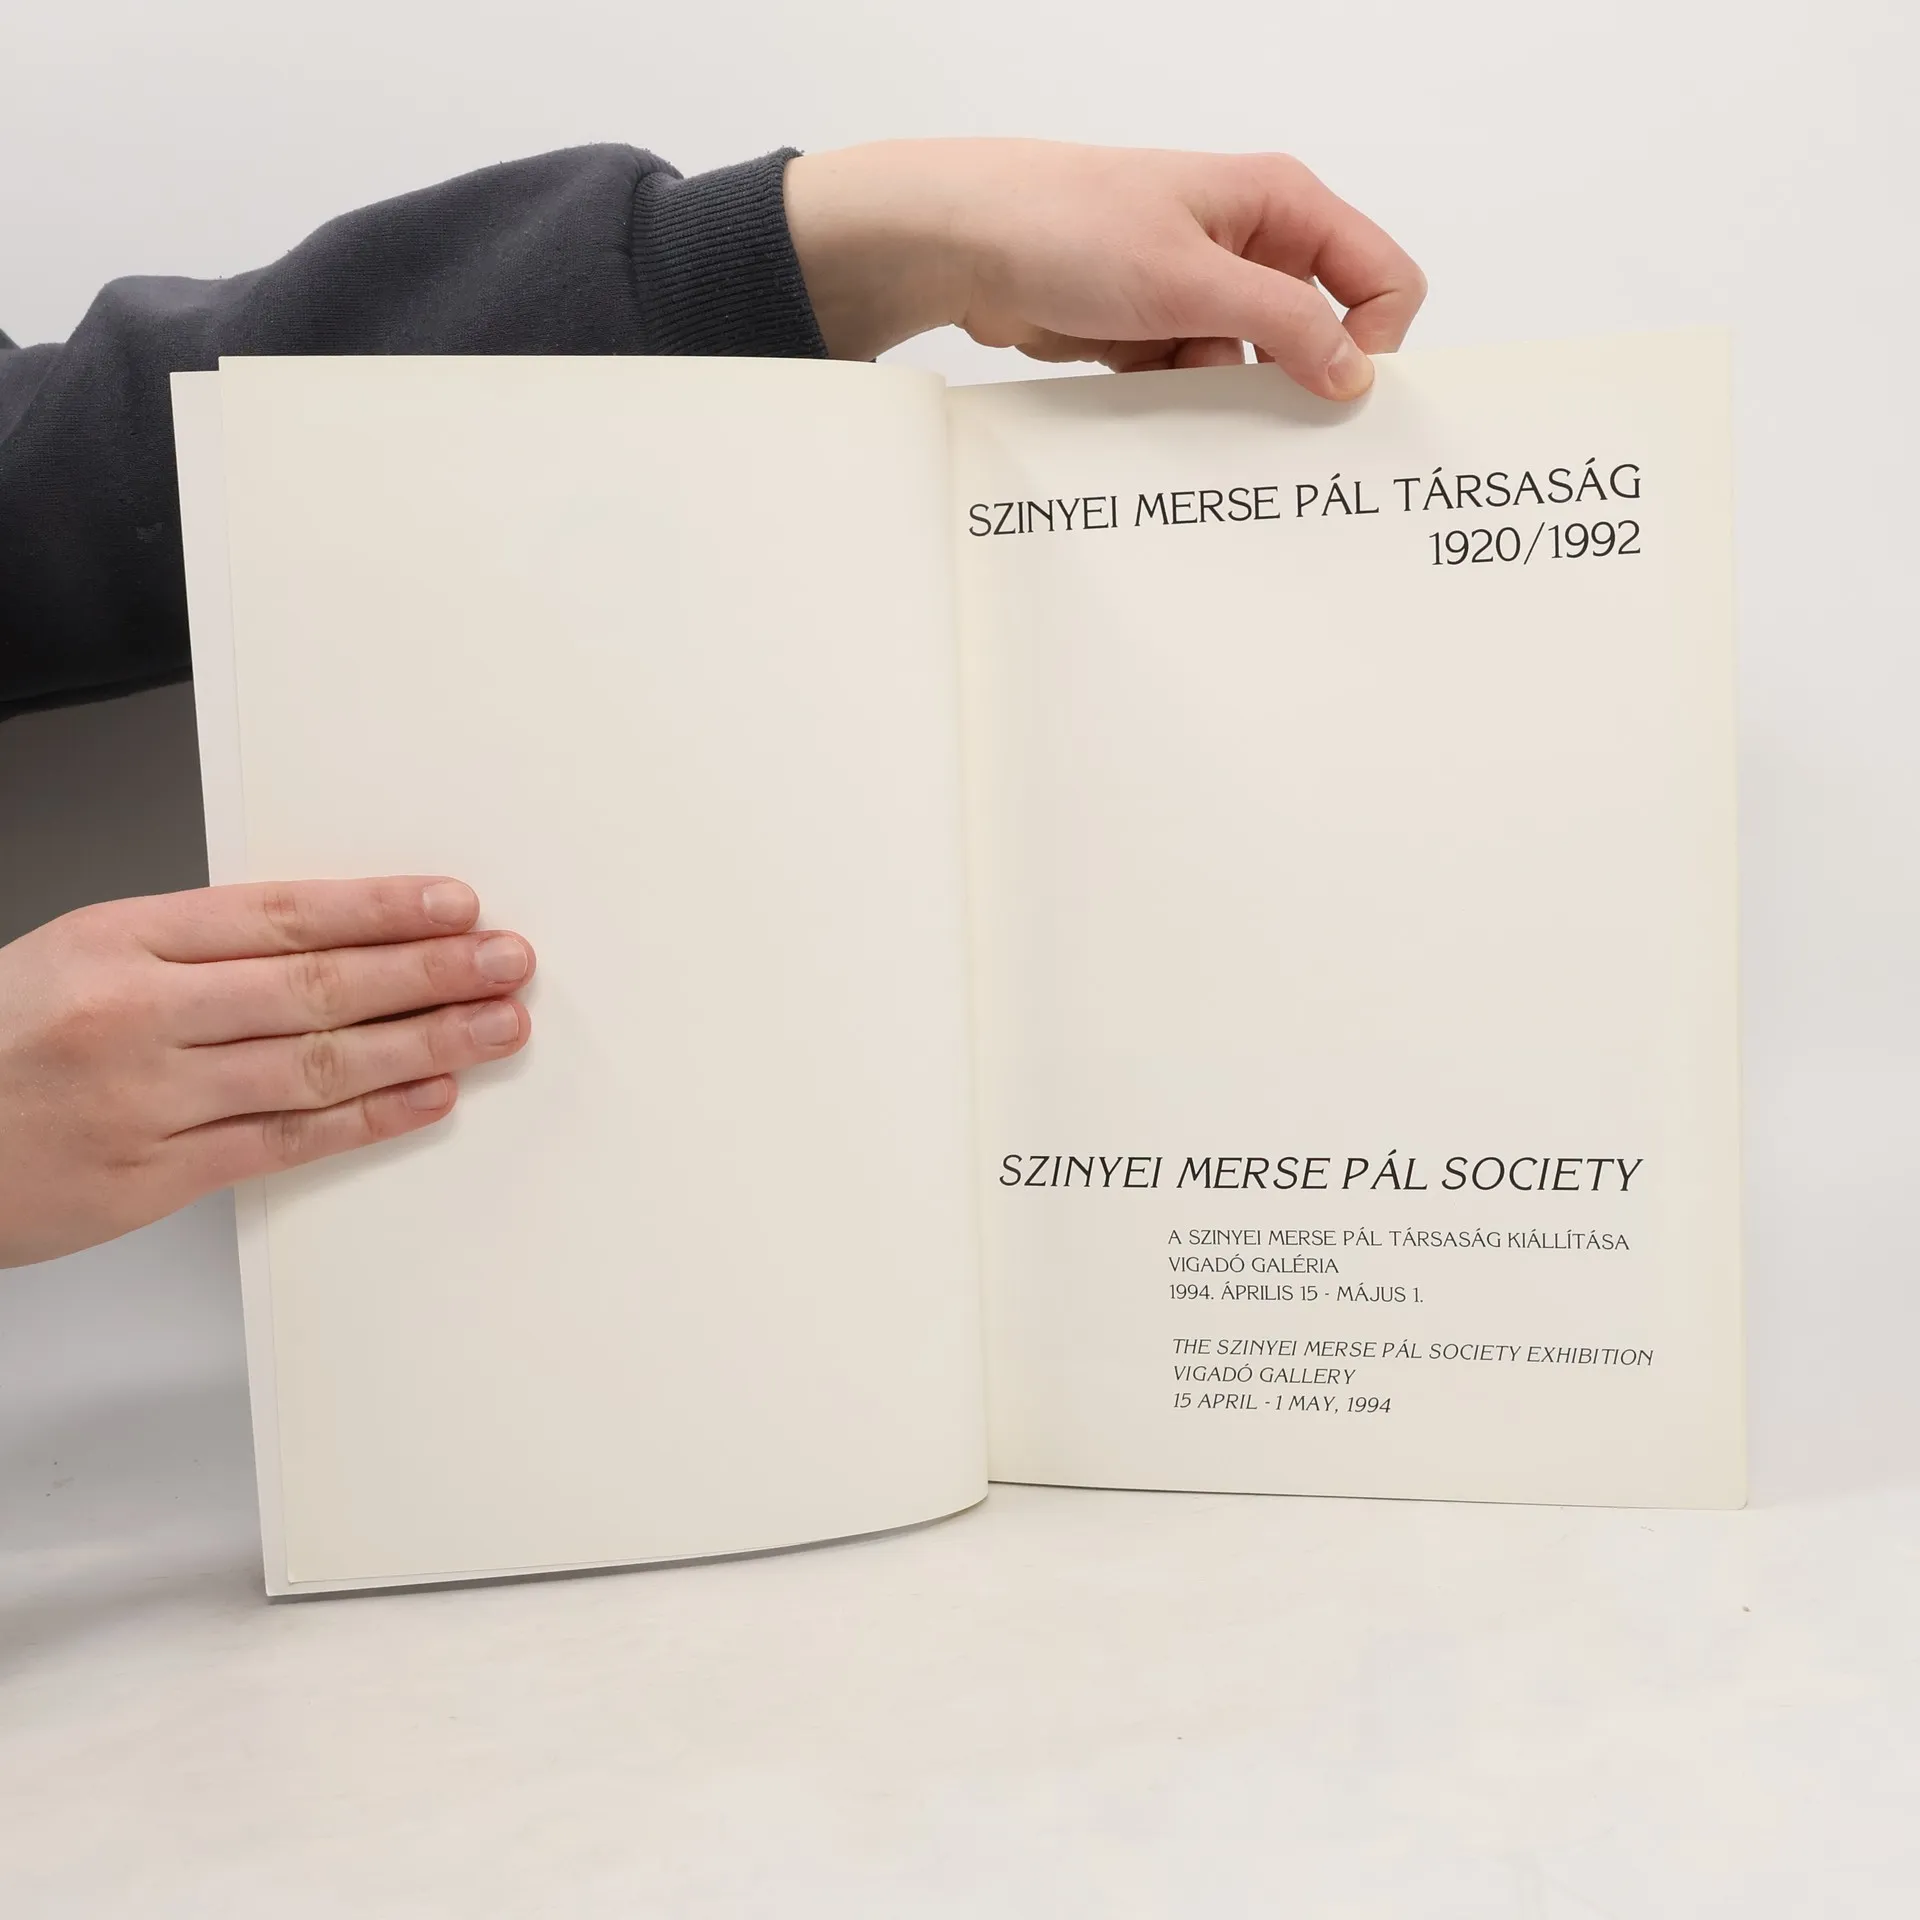 SZINYEI MERSE PÁL TÁRSASÁG
1920/1992
SZINYEI MERSE PÁL SOCIETY
A SZINYEI MERSE PÁL TÁRSASÁG KIÁLLÍTÁSA
VIGADÓ GALÉRIA
1994. ÁPRILIS 15 - MÁJUS 1.
THE SZINYEI MERSE PÁL SOCIETY EXHIBITION
VIGADÓ GALLERY
15 APRIL - 1 MAY, 1994